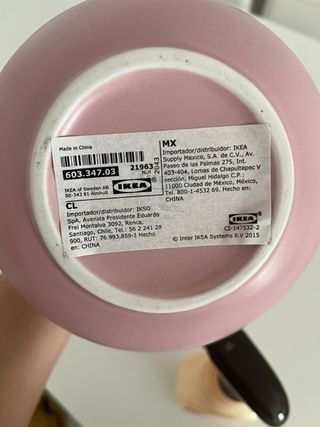 Made in China
603.347.03
21963
NLH
2043
IKEA of Sweden AB
SE-343 81 Älmhult
IKEA
CL
Importador/distribuidor: IKSO
SpA, Avenida Presidente Eduardo
Frei Montalva 3092, Renca,
Santiago, Chile, Tel.: 56 2 241 28
900, RUT: 76.993.859-1 Hecho
en: CHINA
MX
Importador/distribuidor: IKEA
Supply Mexico, S.A. de C.V., Av.
Paseo de las Palmas 275, Int.
403-404, Lomas de Chapultepec V
sección, Miguel Hidalgo C.P.:
11000 Ciudad de México, México,
Tel. 800-1-4532 69. Hecho en:
CHINA
IKEA
CI-147532-2
© Inter IKEA Systems B.V 2015